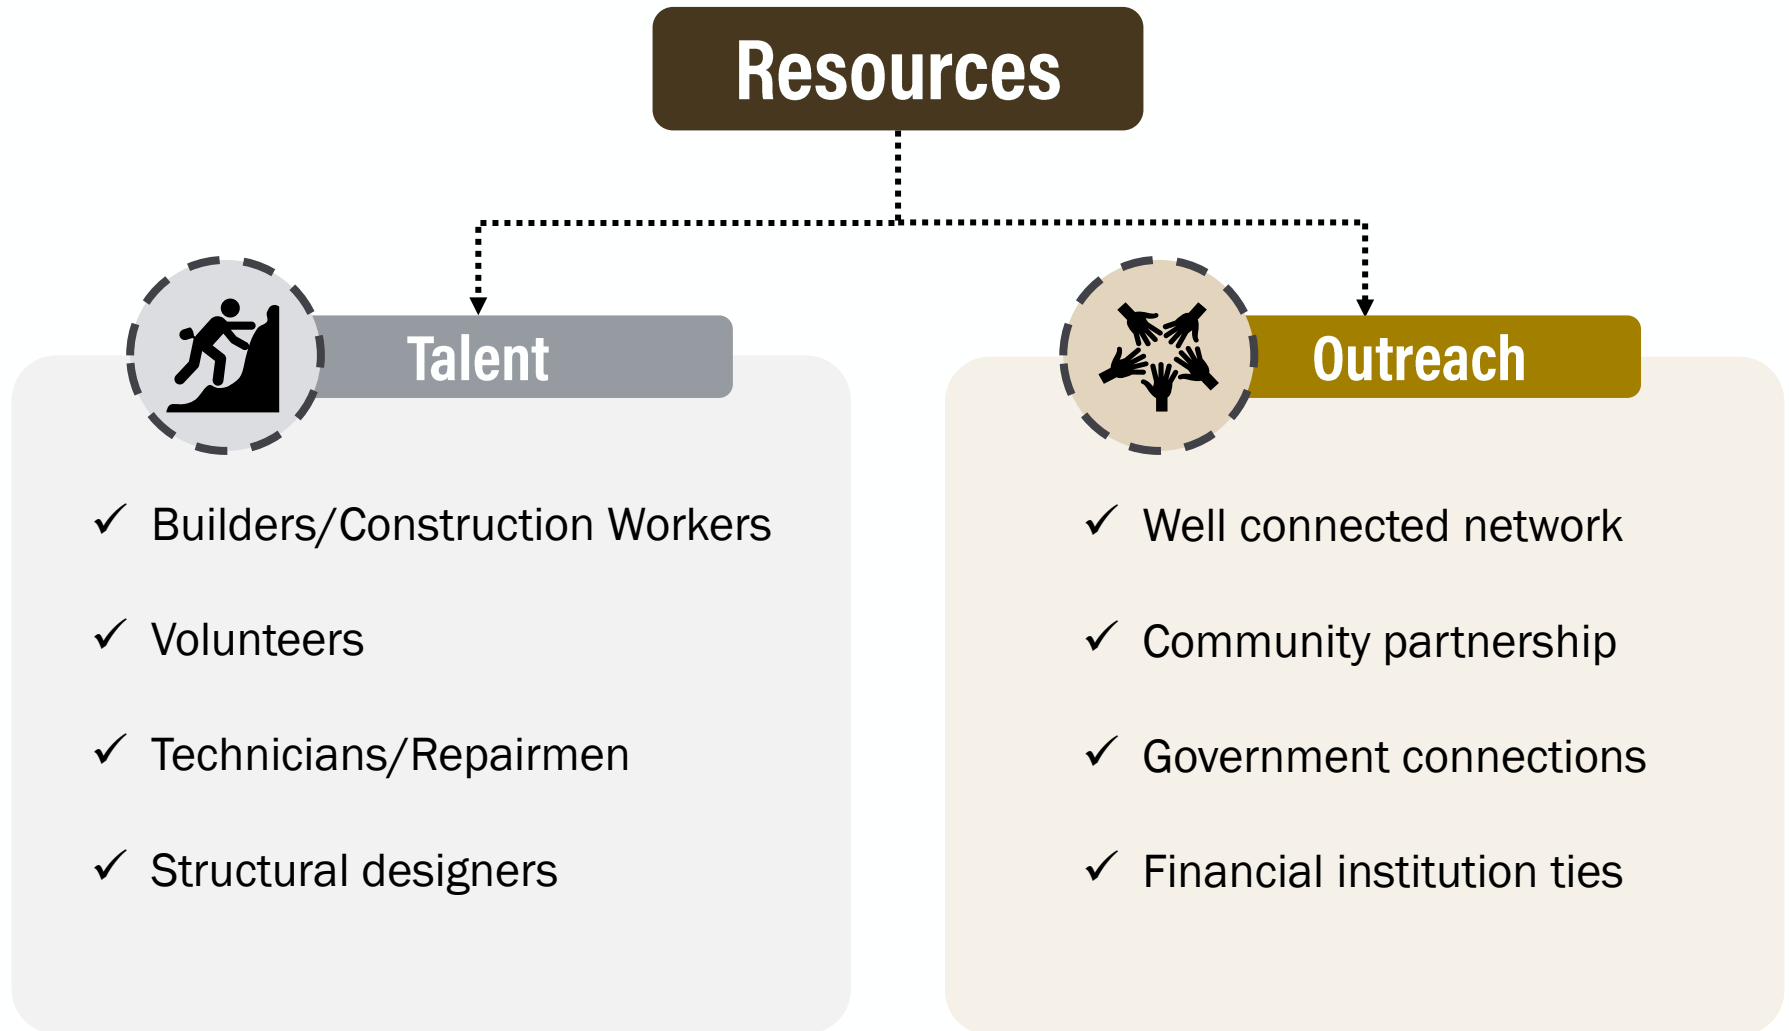 Resources
Talent
Builders/Construction Workers
Volunteers
Technicians/Repairmen
Structural designers
Outreach
Well connected network
Community partnership
Government connections
Financial institution ties